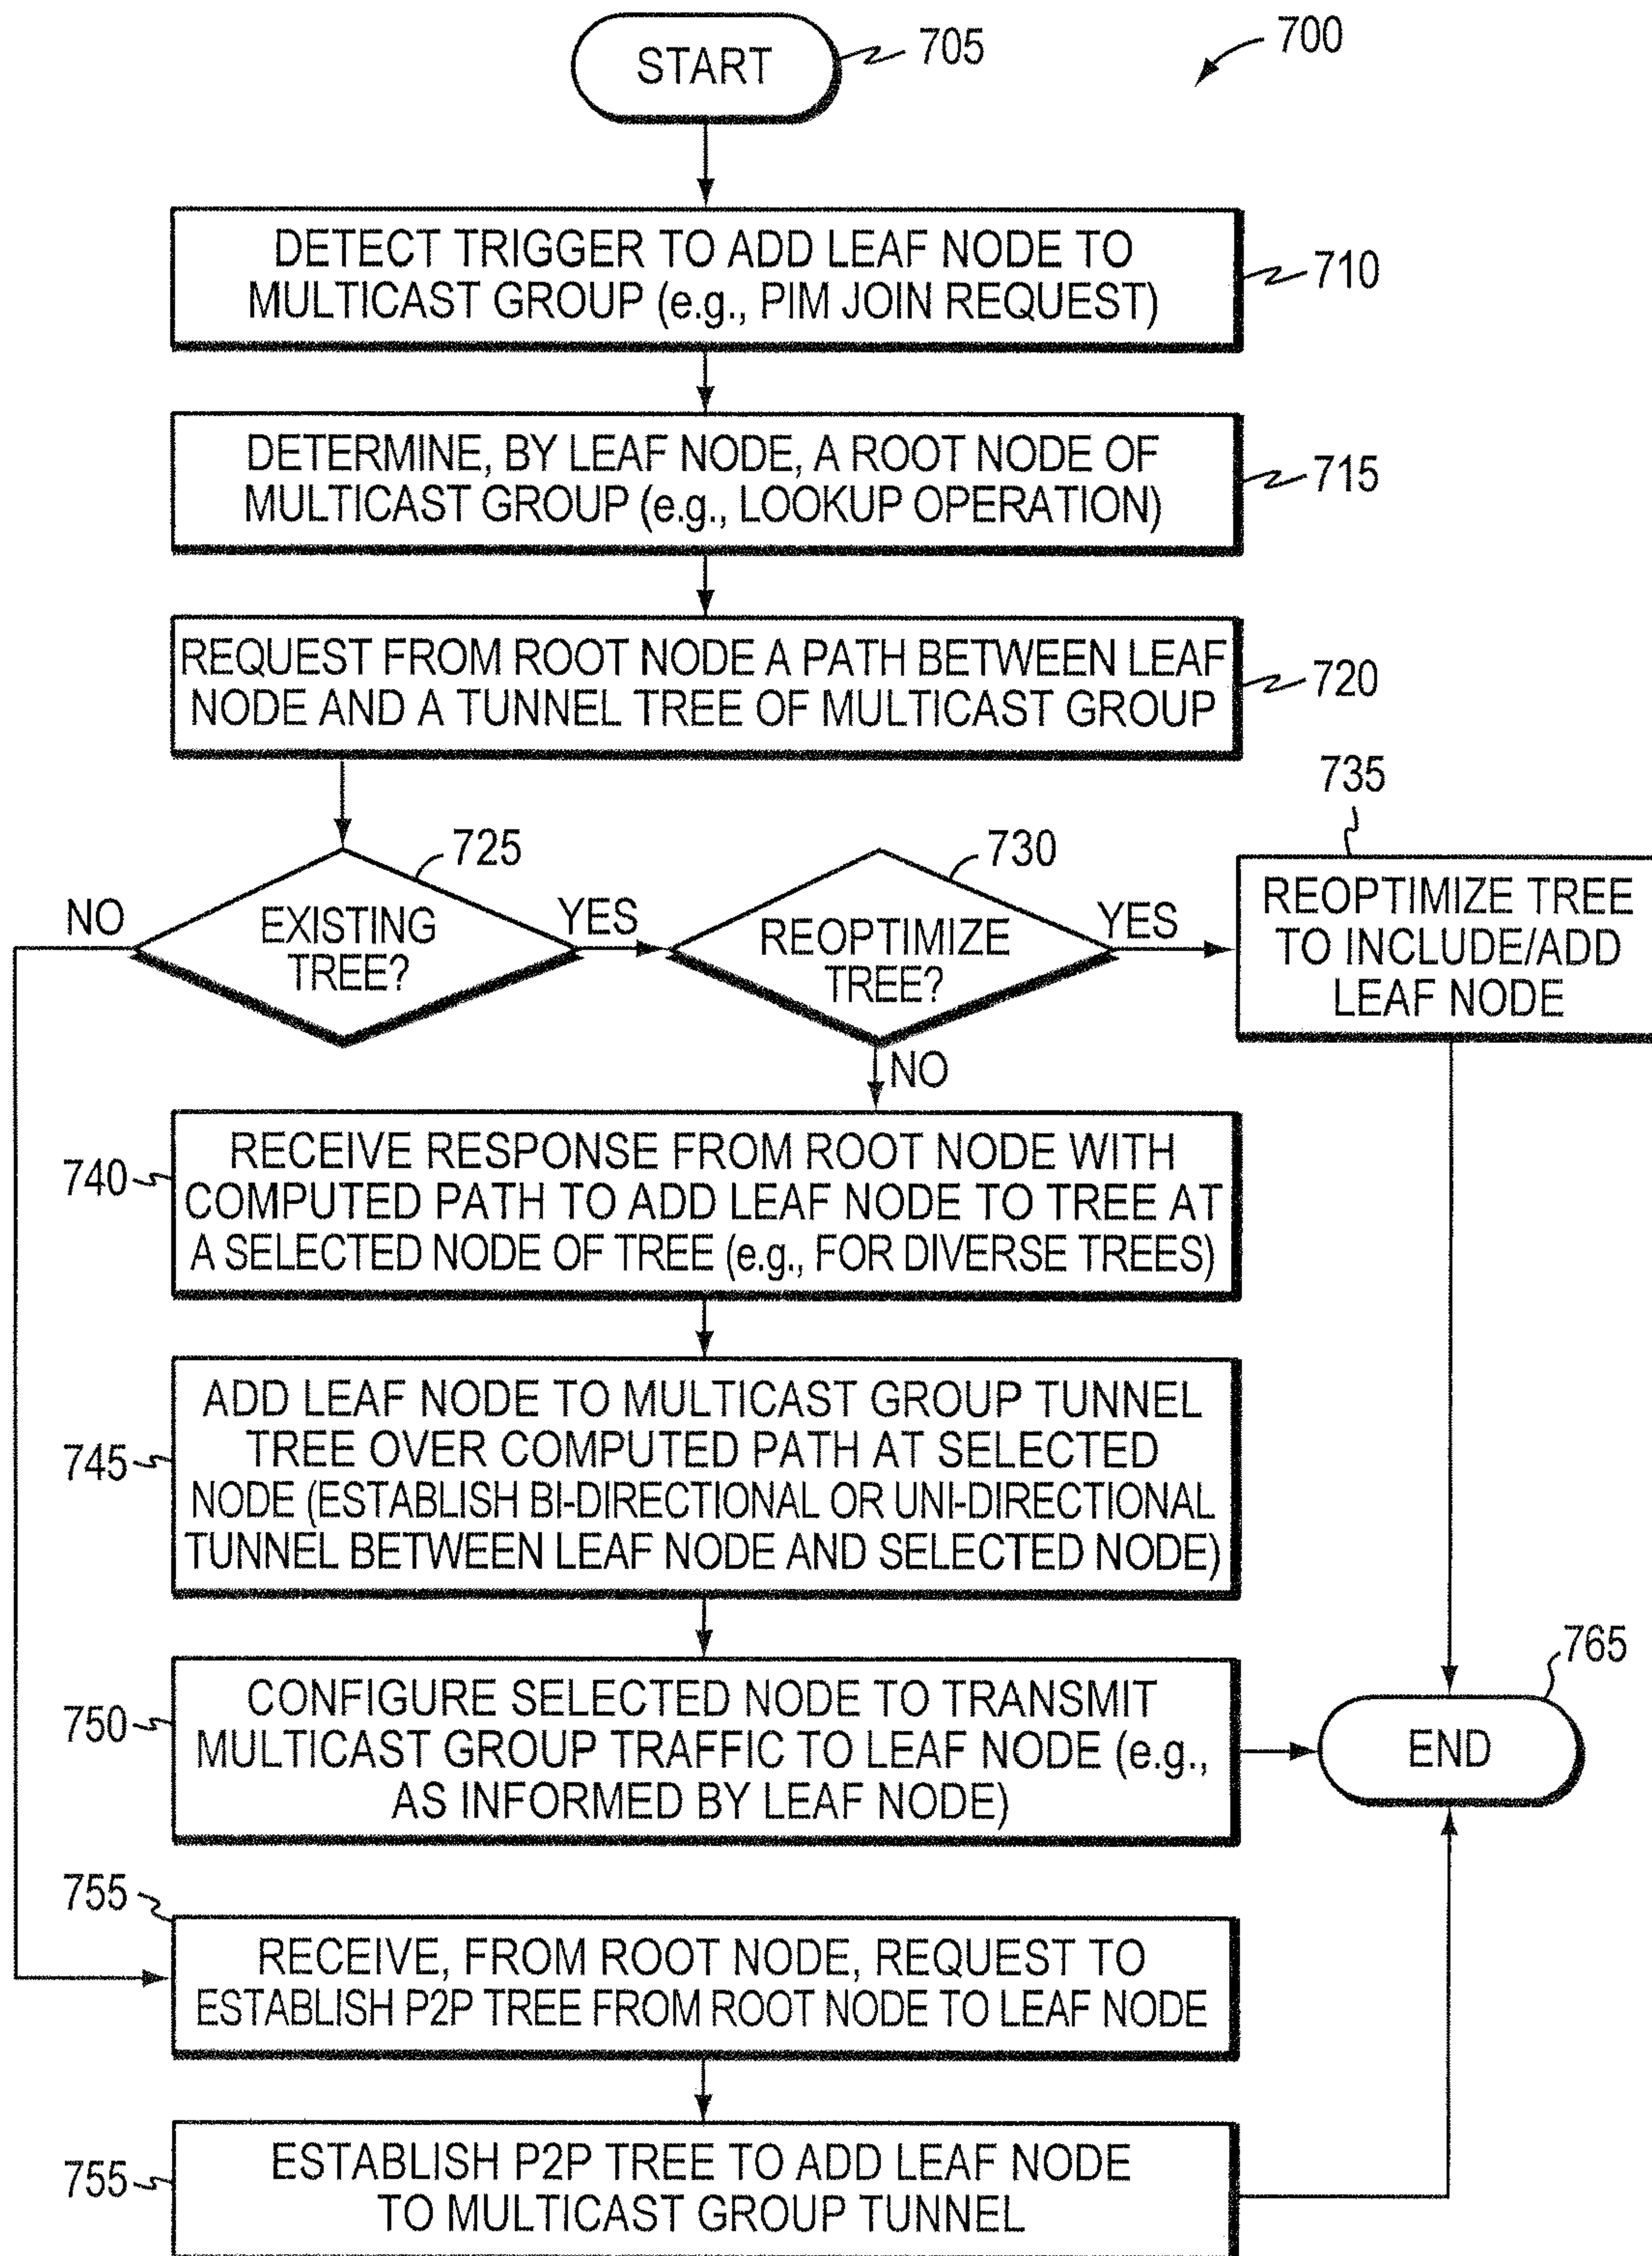 START
705
700
DETECT TRIGGER TO ADD LEAF NODE TO
MULTICAST GROUP (e.g., PIM JOIN REQUEST)
710
DETERMINE, BY LEAF NODE, A ROOT NODE OF
MULTICAST GROUP (e.g., LOOKUP OPERATION)
715
REQUEST FROM ROOT NODE A PATH BETWEEN LEAF
NODE AND A TUNNEL TREE OF MULTICAST GROUP
720
725
EXISTING
TREE?
NO
YES
730
REOPTIMIZE
TREE?
YES
NO
735
REOPTIMIZE TREE
TO INCLUDE/ADD
LEAF NODE
740
RECEIVE RESPONSE FROM ROOT NODE WITH
COMPUTED PATH TO ADD LEAF NODE TO TREE AT
A SELECTED NODE OF TREE (e.g., FOR DIVERSE TREES)
745
ADD LEAF NODE TO MULTICAST GROUP TUNNEL
TREE OVER COMPUTED PATH AT SELECTED
NODE (ESTABLISH BI-DIRECTIONAL OR UNI-DIRECTIONAL
TUNNEL BETWEEN LEAF NODE AND SELECTED NODE)
750
CONFIGURE SELECTED NODE TO TRANSMIT
MULTICAST GROUP TRAFFIC TO LEAF NODE (e.g.,
AS INFORMED BY LEAF NODE)
765
END
755
RECEIVE, FROM ROOT NODE, REQUEST TO
ESTABLISH P2P TREE FROM ROOT NODE TO LEAF NODE
755
ESTABLISH P2P TREE TO ADD LEAF NODE
TO MULTICAST GROUP TUNNEL